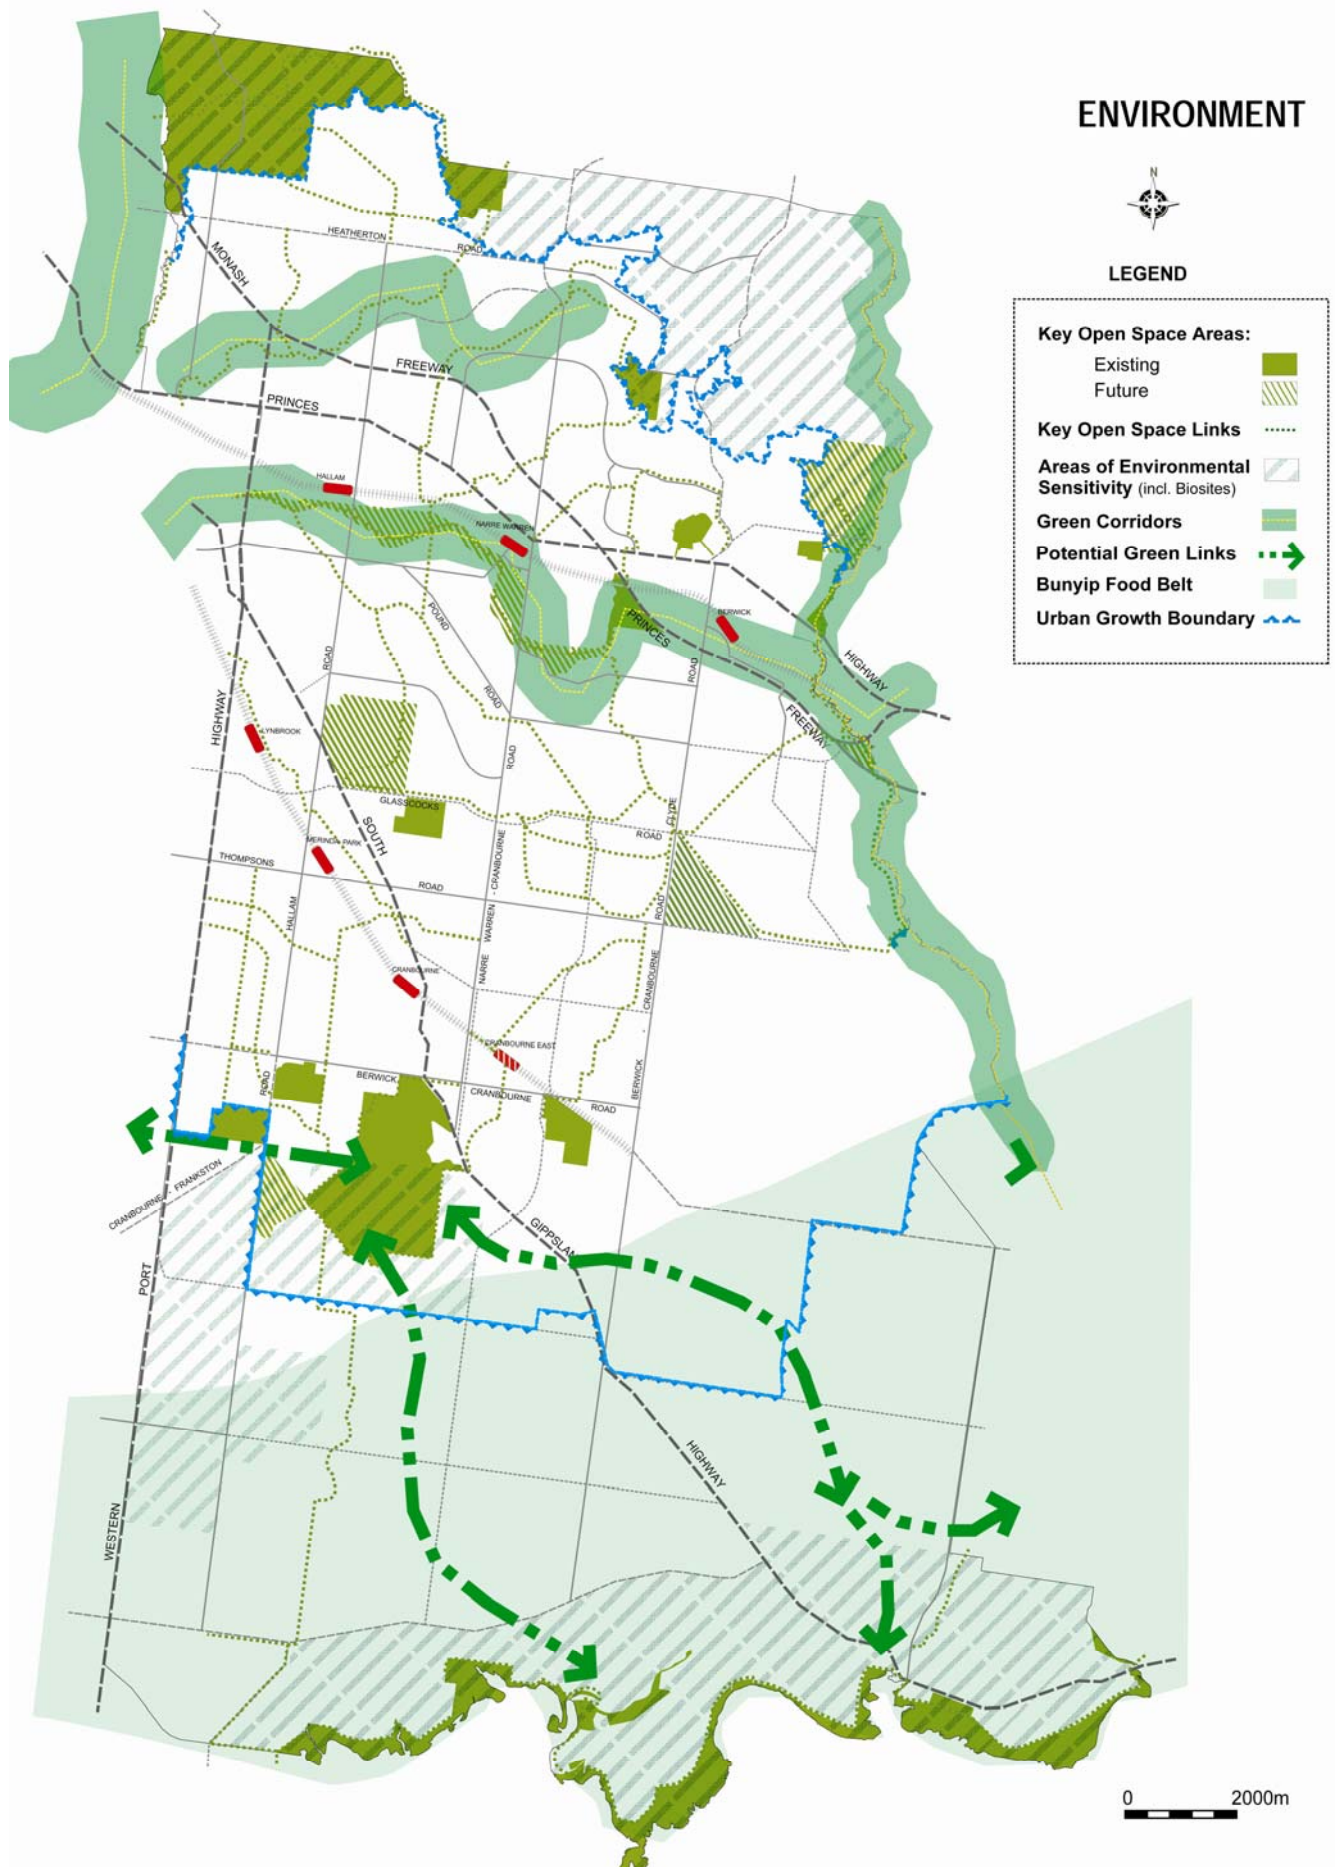 ENVIRONMENT
N
LEGEND
Key Open Space Areas:
Existing
Future
Key Open Space Links
Areas of Environmental
Sensitivity (incl. Biosites)
Green Corridors
Potential Green Links
Bunyip Food Belt
Urban Growth Boundary
HEATHERTON
ROAD
MONASH
FREEWAY
PRINCES
HALLAM
NARRE WARREN
BERWICK
PRINCES
HIGHWAY
FREEWAY
POUND
ROAD
ROAD
ROAD
ROAD
HIGHWAY
LYNBROOK
GLASSCOCKS
ROAD
CLYDE
SOUTH
MERINDA PARK
THOMPSONS
ROAD
HALLAM
NARRE
WARREN
- CRANBOURNE
ROAD
CRANBOURNE
CRANBOURNE
CRANBOURNE EAST
ROAD
BERWICK
CRANBOURNE
ROAD
BERWICK
CRANBOURNE - FRANKSTON
GIPPSLAN
PORT
HIGHWAY
WESTERN
0
2000m